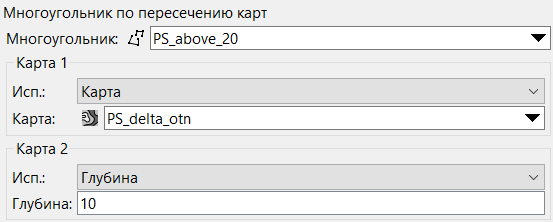 Многоугольник по пересечению карт
Многоугольник: PS_above_20
Карта 1
Исп.: Карта
Карта: PS_delta_otn
Карта 2
Исп.: Глубина
Глубина: 10